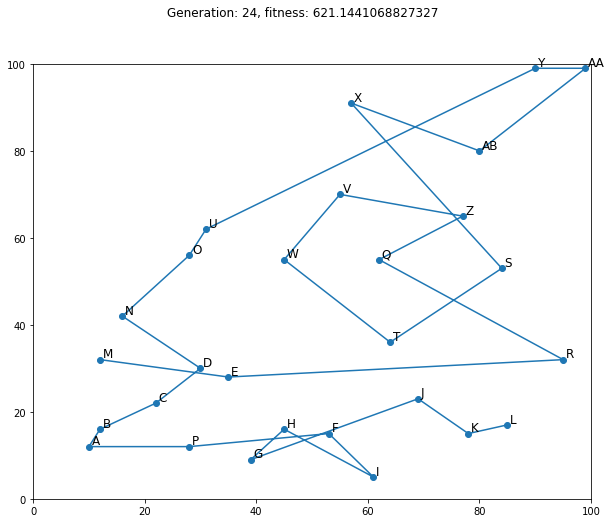 Generation: 24, fitness: 621.1441068827327
100
80
60
40
20
0
Y
AA
X
AB
V
Z
U
O
W
Q
S
N
T
M
D
E
R
C
J
B
H
F
K
L
A
P
G
I
0
20
40
60
80
100